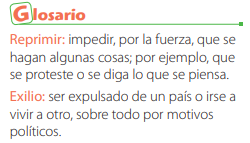 Glosario
Reprimir: impedir, por la fuerza, que se
hagan algunas cosas; por ejemplo, que
se proteste o se diga lo que se piensa.
Exilio: ser expulsado de un país o irse a
vivir a otro, sobre todo por motivos
políticos.